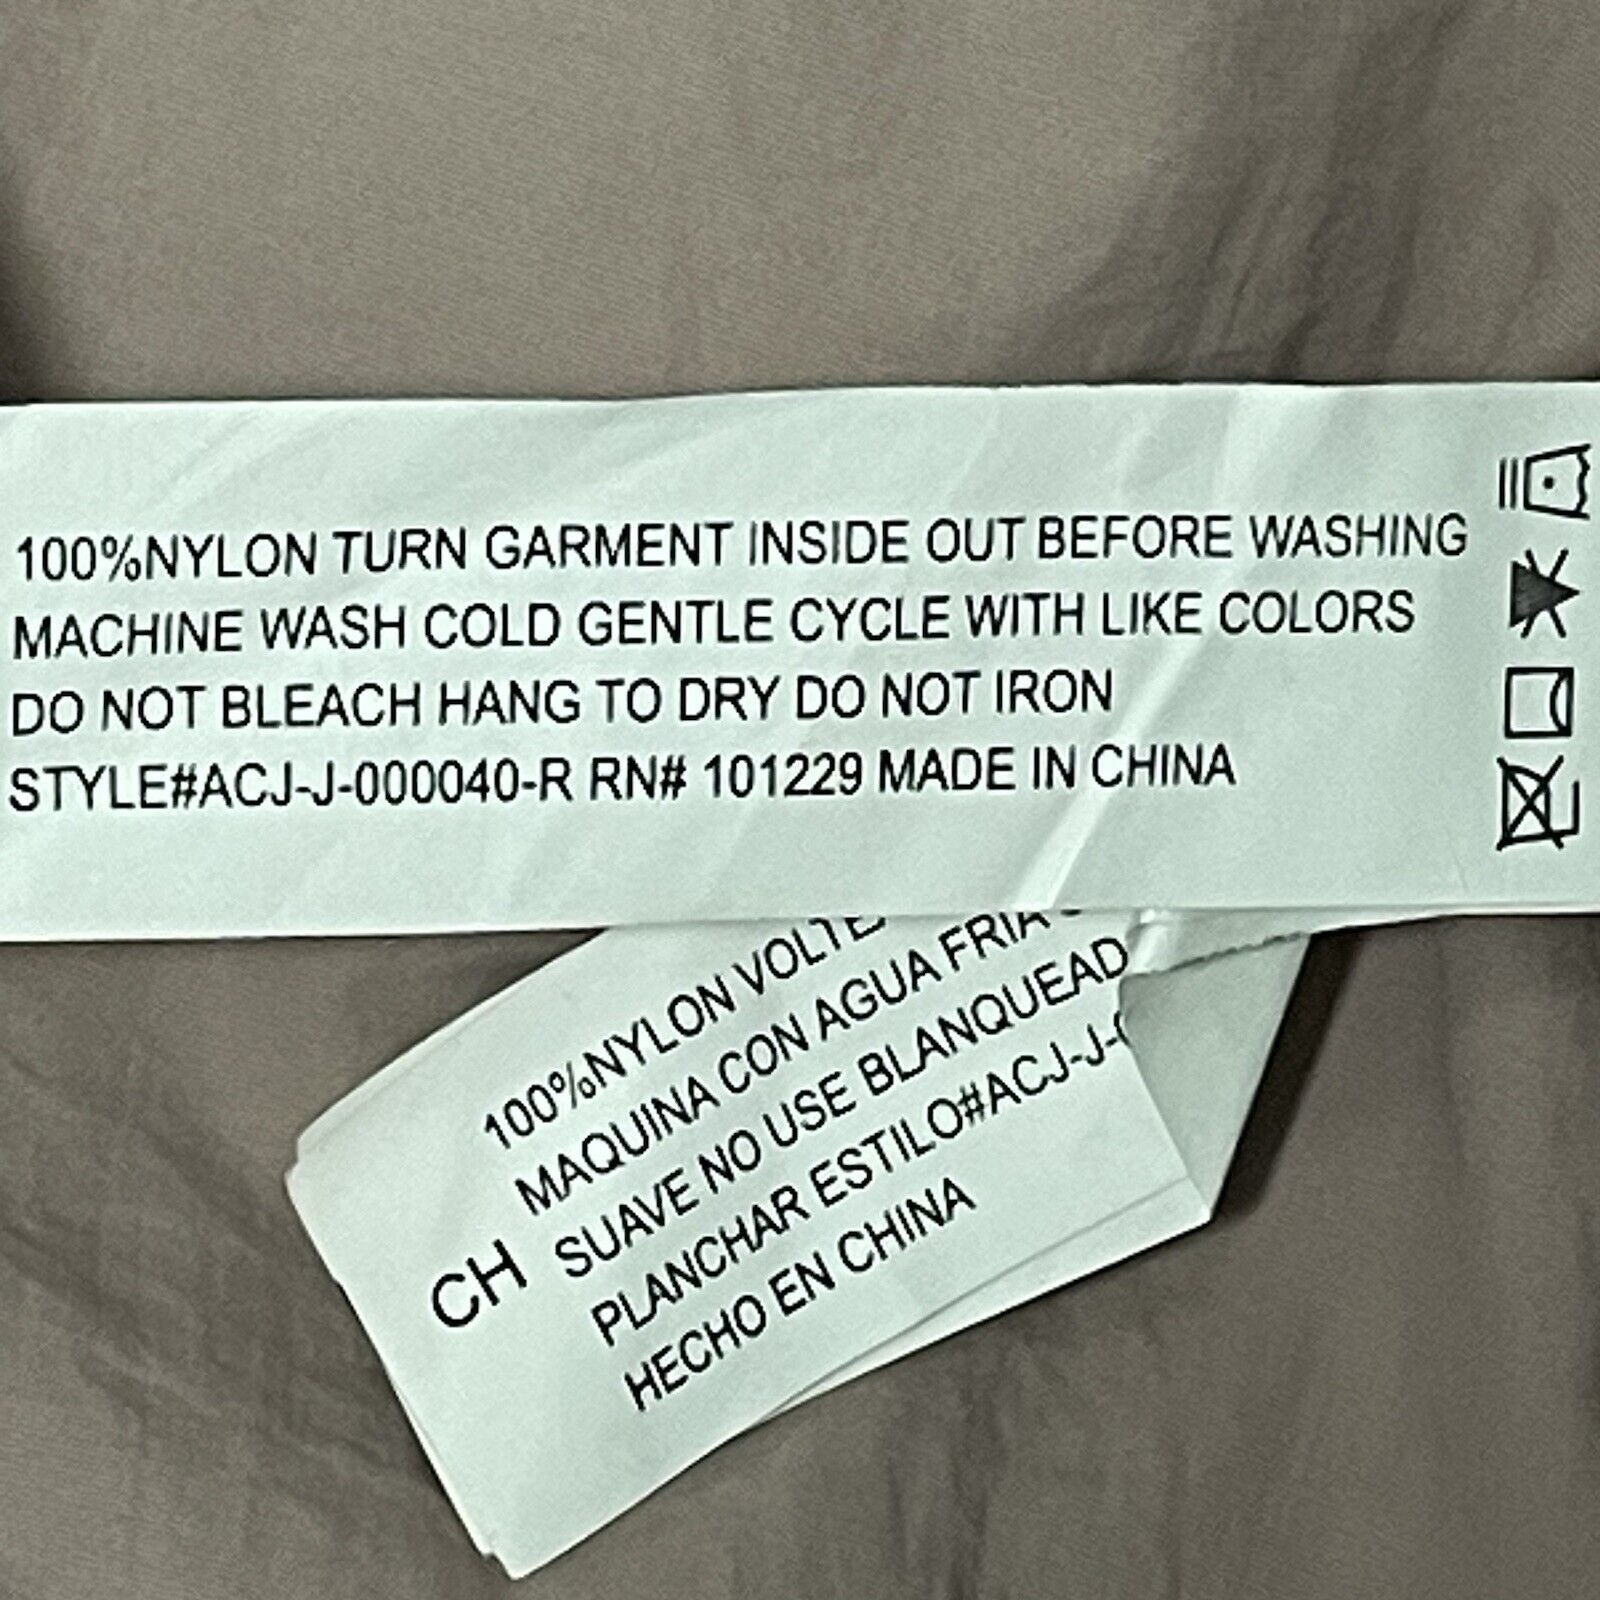 100%NYLON TURN GARMENT INSIDE OUT BEFORE WASHING
MACHINE WASH COLD GENTLE CYCLE WITH LIKE COLORS
DO NOT BLEACH HANG TO DRY DO NOT IRON
STYLE#ACJ-J-000040-R RN# 101229 MADE IN CHINA
100%NYLON
MAQUINA CON AGUA FRIA
SUAVE NO USE BLANQUEAD
PLANCHAR ESTILO#ACJ-J-
HECHO EN CHINA
CH